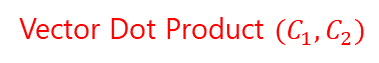 Vector Dot Product (C₁, C₂)